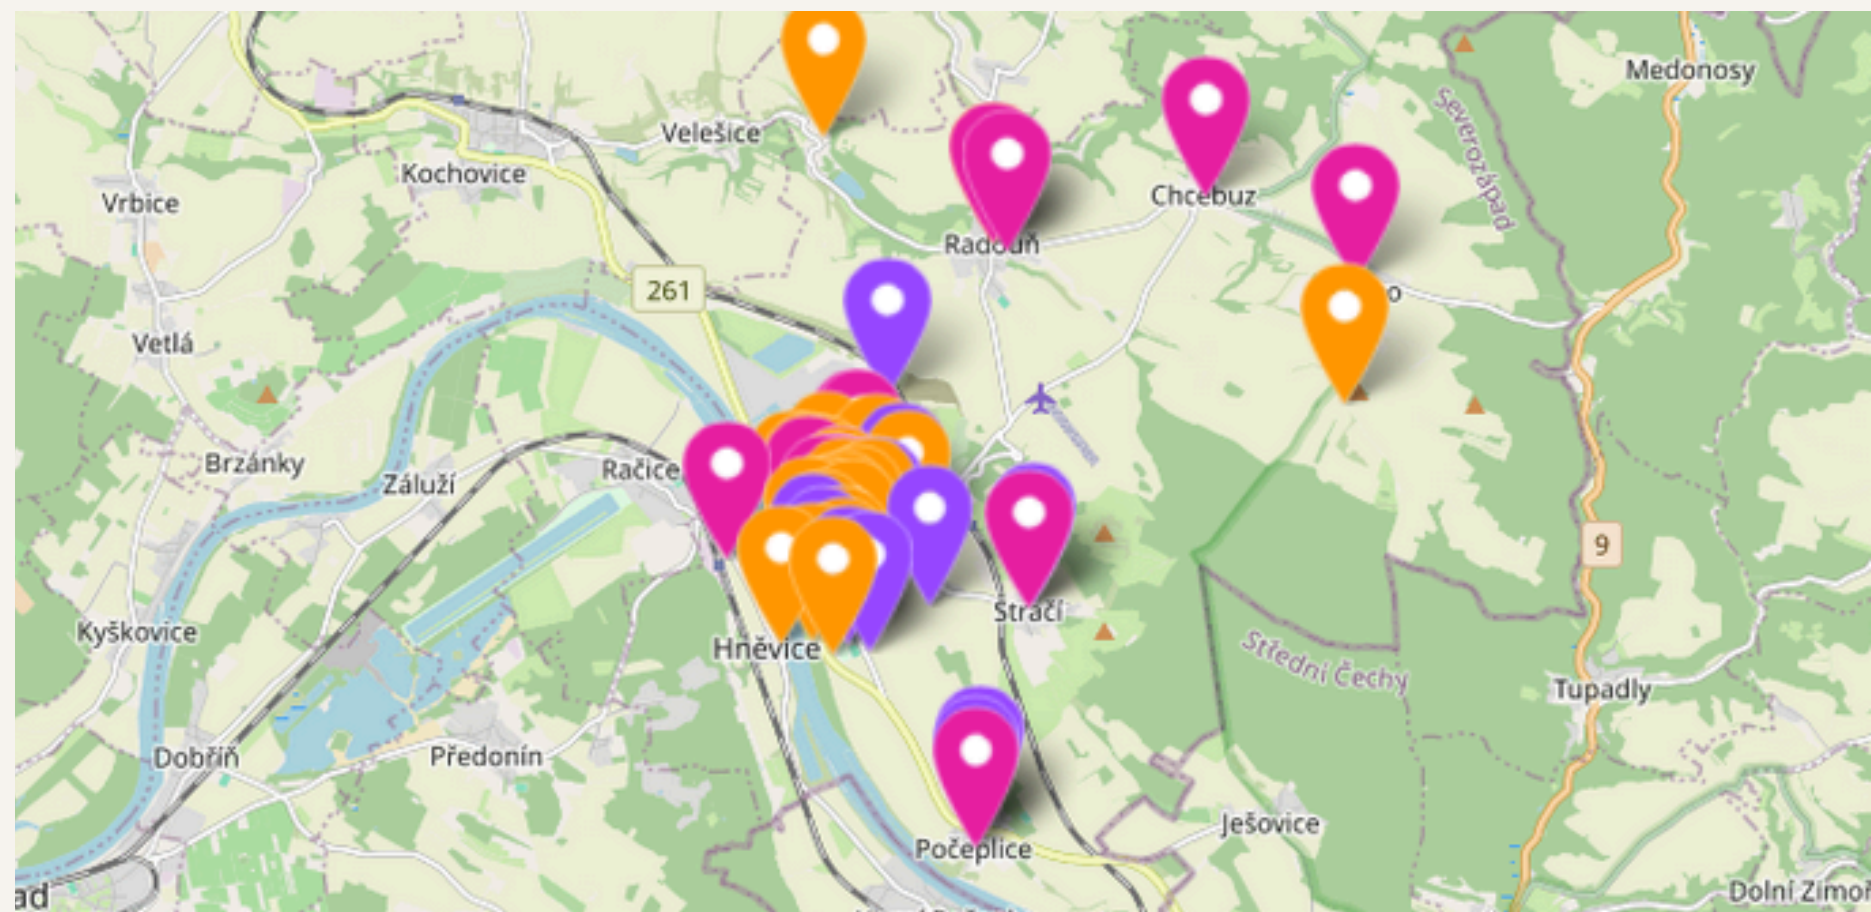 Medonosy
Velešice
Kochovice
Severozápad
Vrbice
Chcebuz
Radouň
261
o
Vetlá
Brzánky
Račice
Záluží
9
Stračí
Kyškovice
Hněvice
Střední Čechy
Tupadly
Dobříň
Předonín
Ješovice
Počeplice
ad
Dolní Zimoř